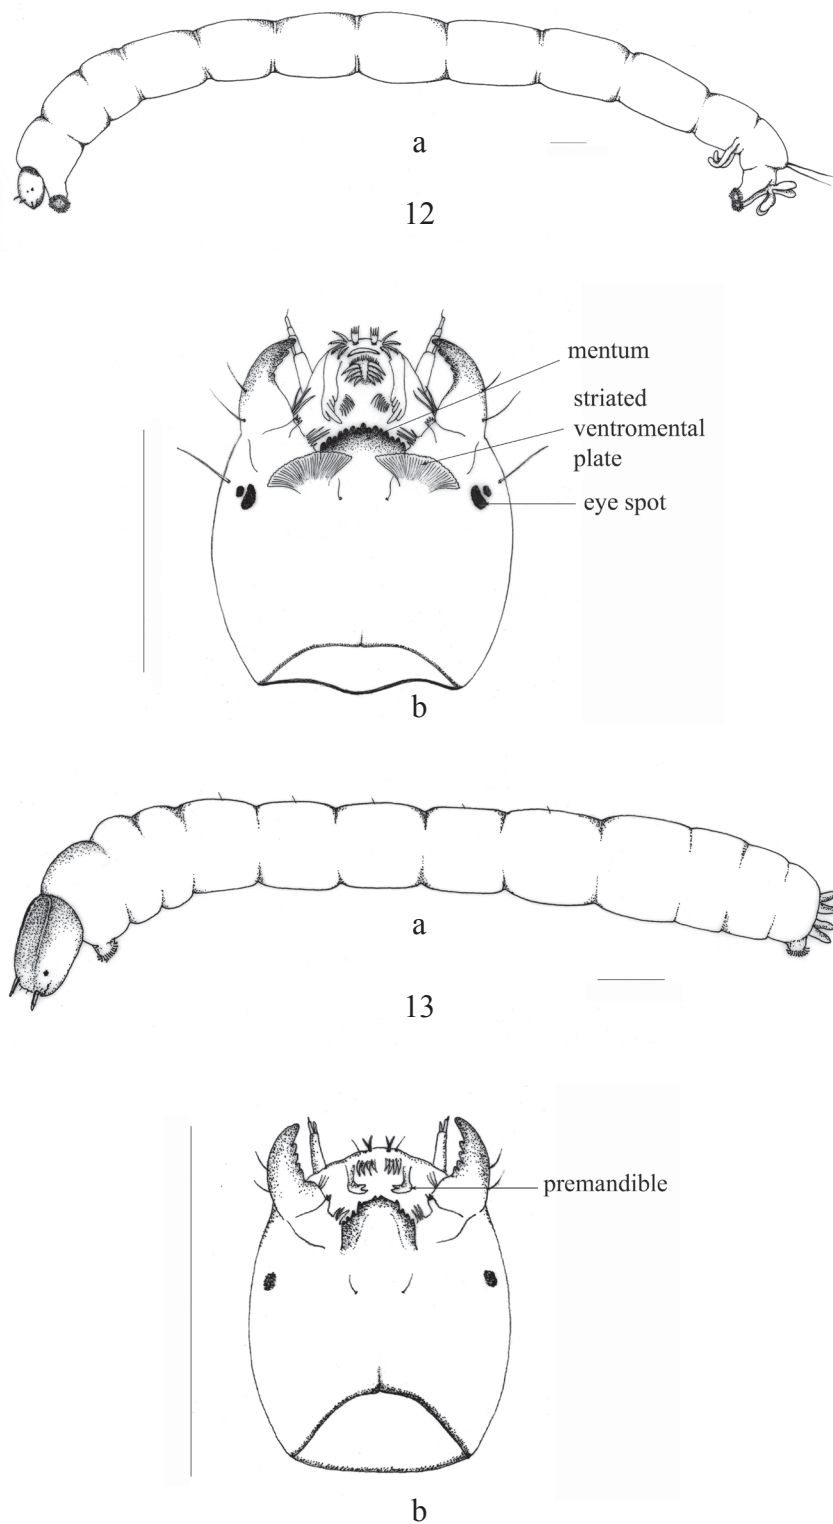 a
12
mentum
striated
ventromental
plate
eye spot
b
a
13
premandible
b